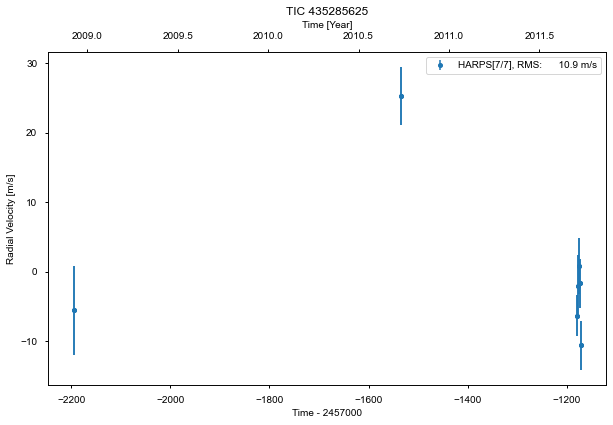 TIC 435285625
Time [Year]
2009.0 2009.5 2010.0 2010.5 2011.0 2011.5
HARPS[7/7], RMS: 10.9 m/s
30
20
10
0
−10
Radial Velocity [m/s]
−2200 −2000 −1800 −1600 −1400 −1200
Time - 2457000